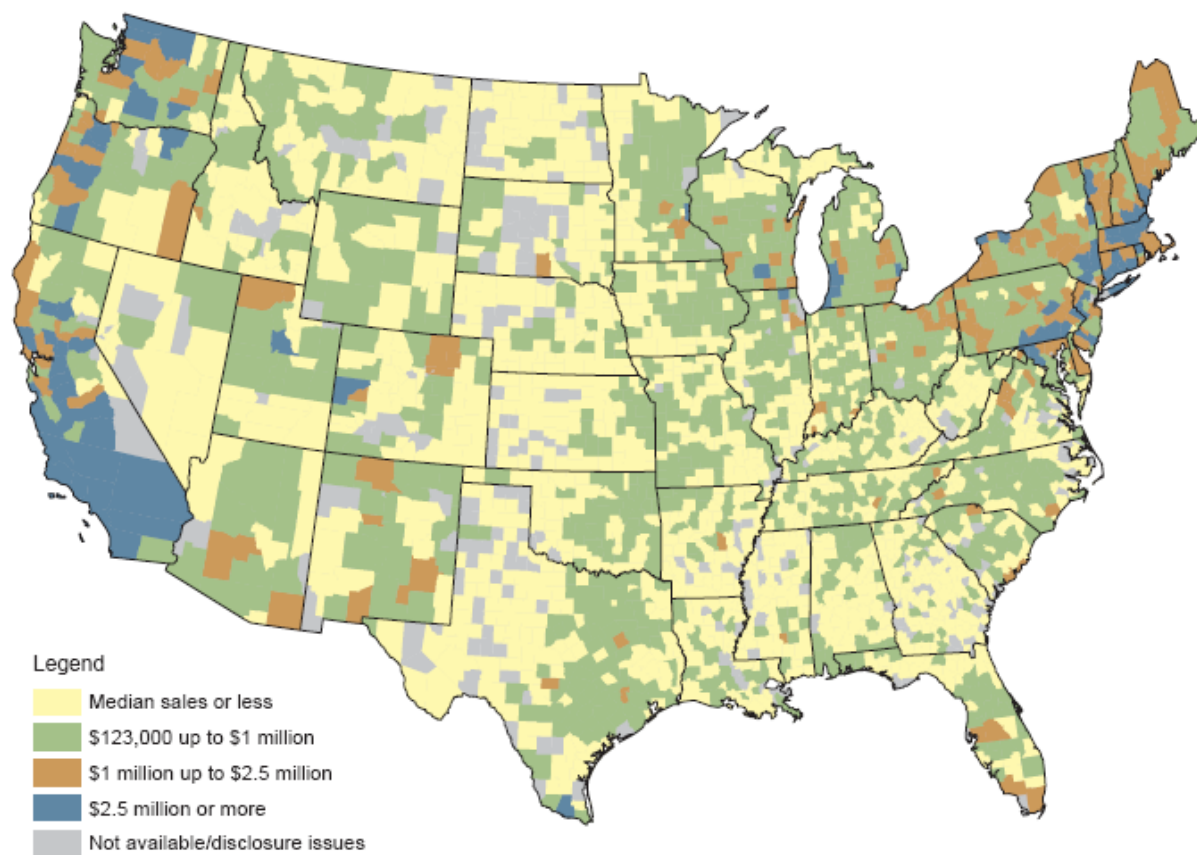 Legend
Median sales or less
$123,000 up to $1 million
$1 million up to $2.5 million
$2.5 million or more
Not available/disclosure issues